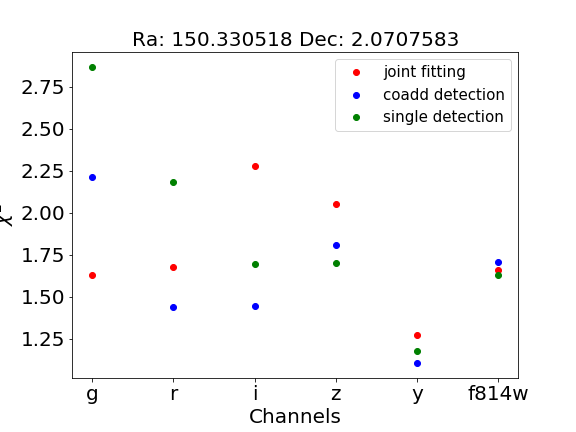 Ra: 150.330518 Dec: 2.0707583
joint fitting
coadd detection
single detection
2.75
2.50
2.25
2.00
1.75
1.50
1.25
g r i z y f814w
Channels